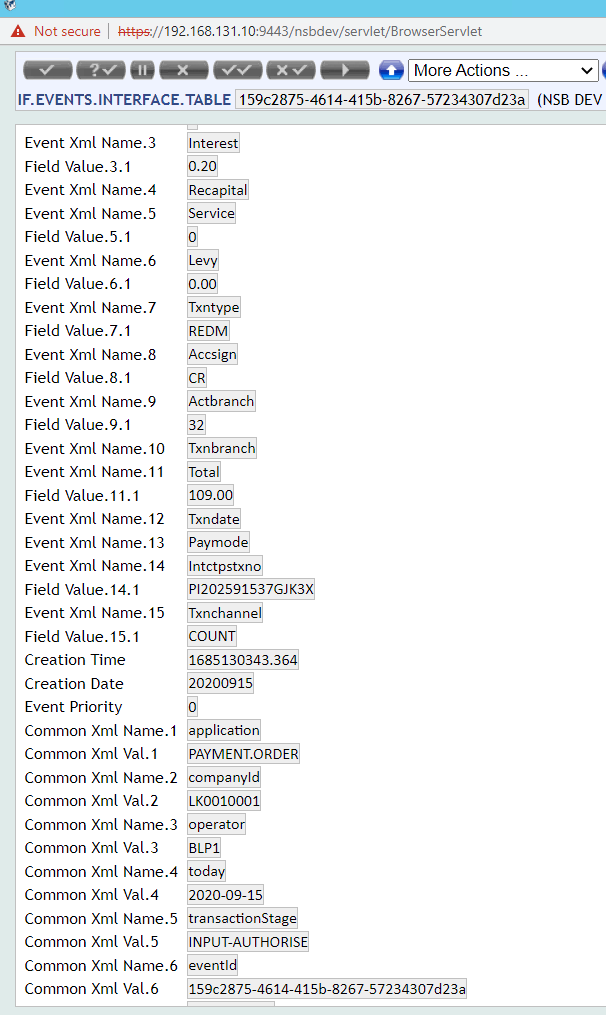 Not secure https://192.168.131.10:9443/nsbdev/servlet/BrowserServlet
More Actions ...
IF.EVENTS.INTERFACE.TABLE 159c2875-4614-415b-8267-57234307d23a (NSB DEV
Event Xml Name.3 Interest
Field Value.3.1 0.20
Event Xml Name.4 Recapital
Event Xml Name.5 Service
Field Value.5.1 0
Event Xml Name.6 Levy
Field Value.6.1 0.00
Event Xml Name.7 Txntype
Field Value.7.1 REDM
Event Xml Name.8 Accsign
Field Value.8.1 CR
Event Xml Name.9 Actbranch
Field Value.9.1 32
Event Xml Name.10 Txnbranch
Event Xml Name.11 Total
Field Value.11.1 109.00
Event Xml Name.12 Txndate
Event Xml Name.13 Paymode
Event Xml Name.14 Intctpstxno
Field Value.14.1 PI202591537GJK3X
Event Xml Name.15 Txnchannel
Field Value.15.1 COUNT
Creation Time 1685130343.364
Creation Date 20200915
Event Priority 0
Common Xml Name.1 application
Common Xml Val.1 PAYMENT.ORDER
Common Xml Name.2 companyId
Common Xml Val.2 LK0010001
Common Xml Name.3 operator
Common Xml Val.3 BLP1
Common Xml Name.4 today
Common Xml Val.4 2020-09-15
Common Xml Name.5 transactionStage
Common Xml Val.5 INPUT-AUTHORISE
Common Xml Name.6 eventId
Common Xml Val.6 159c2875-4614-415b-8267-57234307d23a